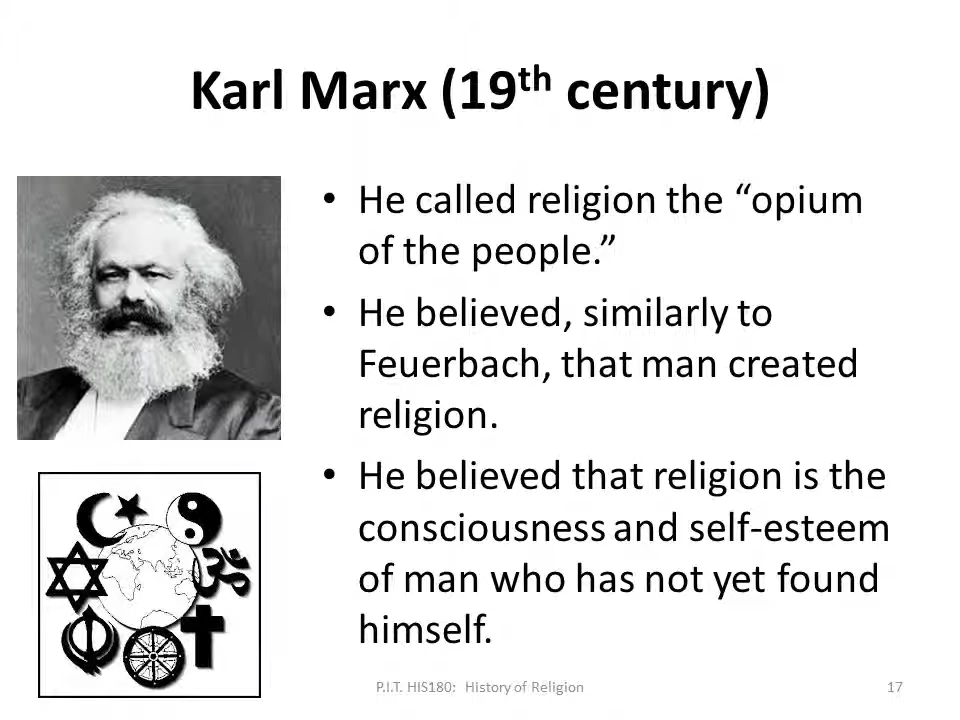 Karl Marx (19th century)
• He called religion the “opium
of the people.”
• He believed, similarly to
Feuerbach, that man created
religion.
• He believed that religion is the
consciousness and self-esteem
of man who has not yet found
himself.
P.I.T. HIS180: History of Religion
17